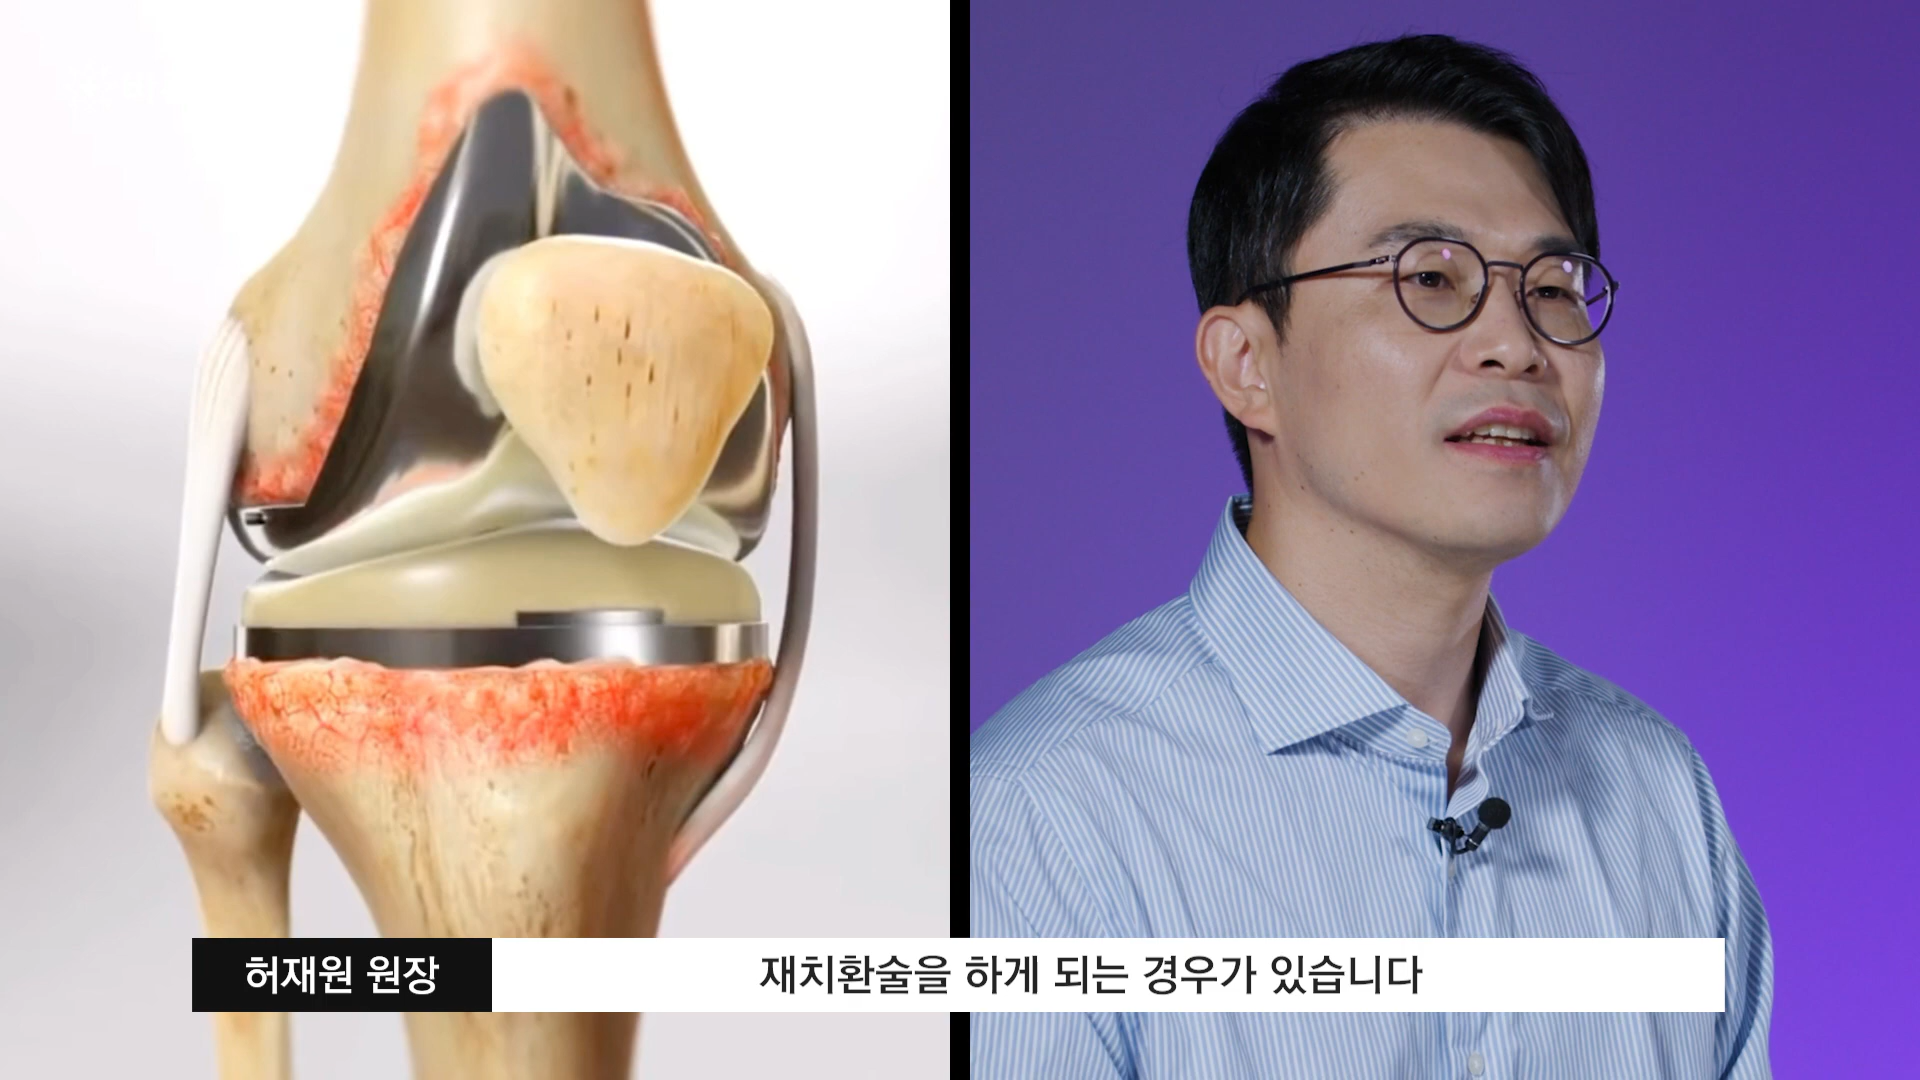 허재원 원장
재치환술을 하게 되는 경우가 있습니다